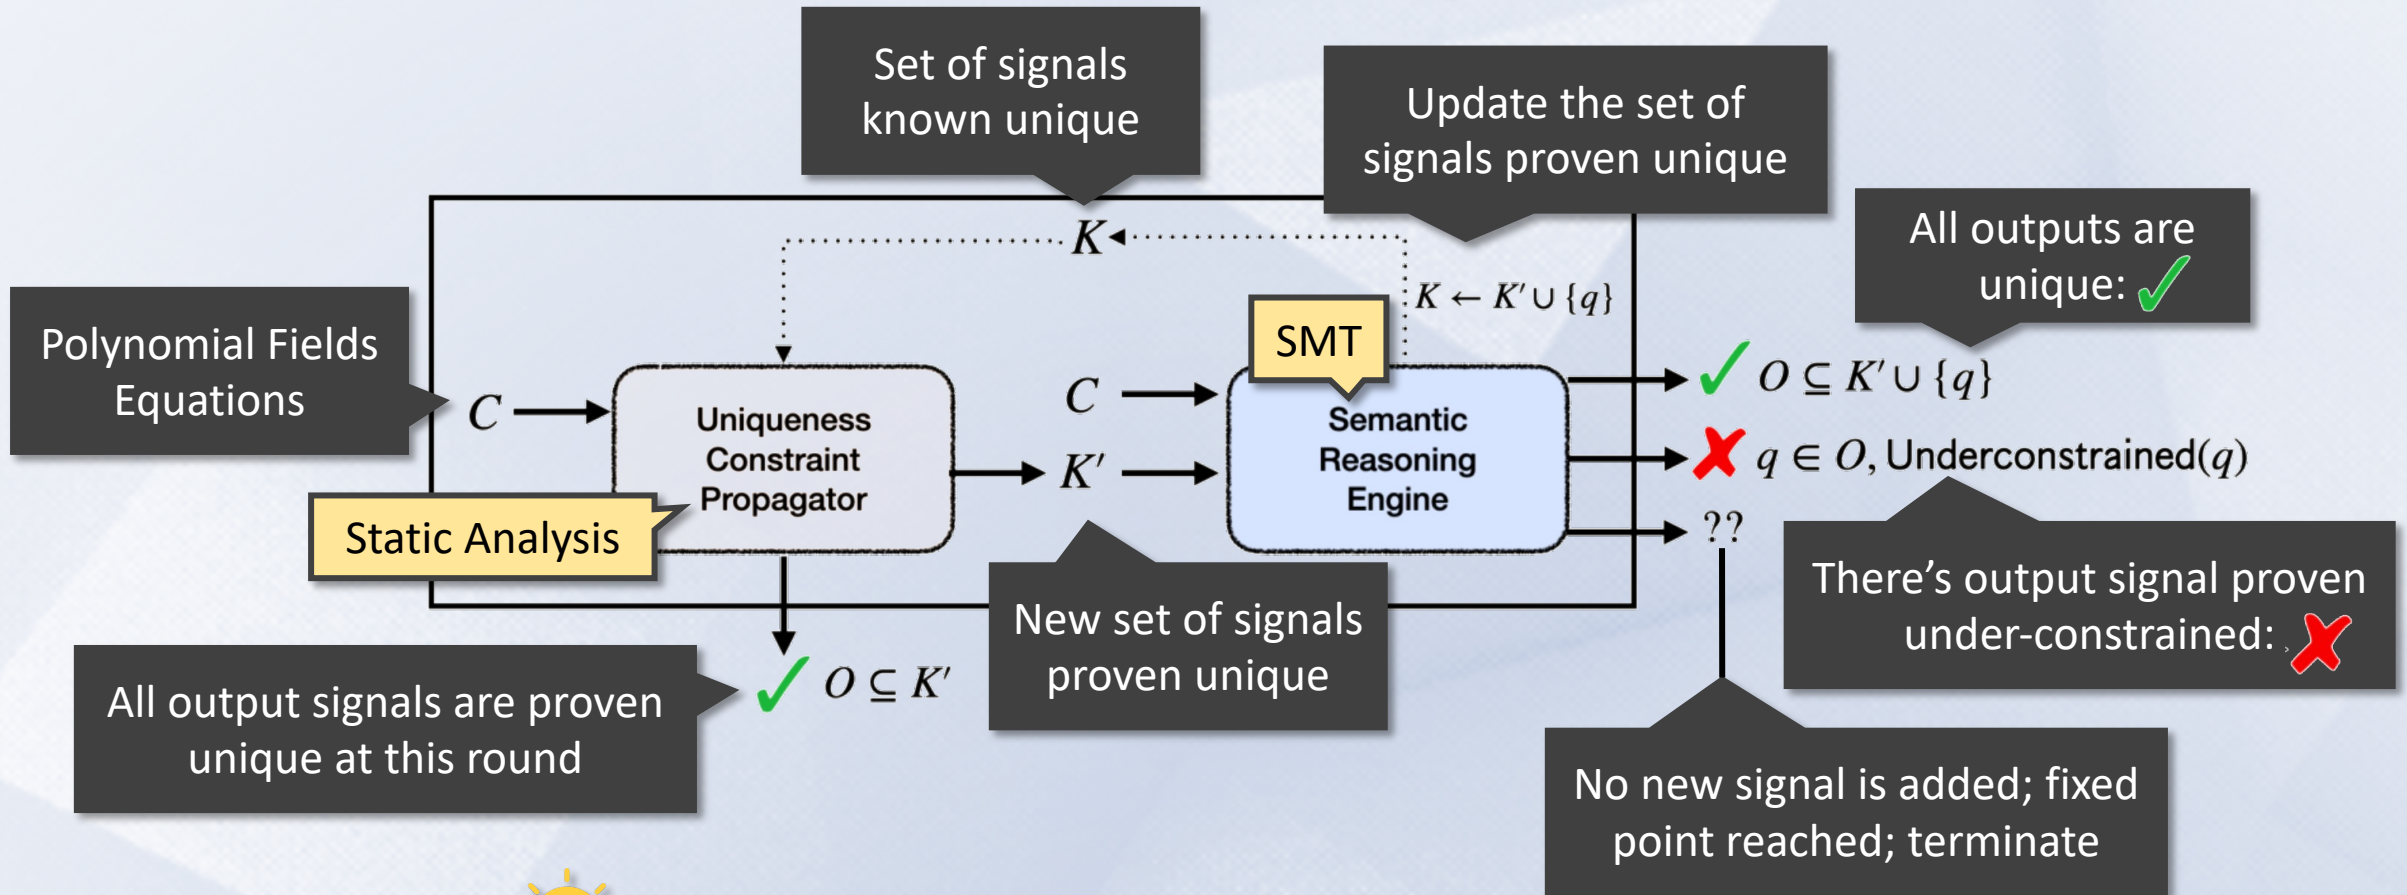 Set of signals
known unique
Update the set of
signals proven unique
All outputs are
unique:
K
K ← K′ ∪ {q}
Polynomial Fields
Equations
SMT
C
Uniqueness
Constraint
Propagator
C
K′
Semantic
Reasoning
Engine
O ⊆ K′ ∪ {q}
q ∈ O, Underconstrained(q)
??
Static Analysis
There’s output signal proven
under-constrained:
New set of signals
proven unique
All output signals are proven
unique at this round
O ⊆ K′
No new signal is added; fixed
point reached; terminate